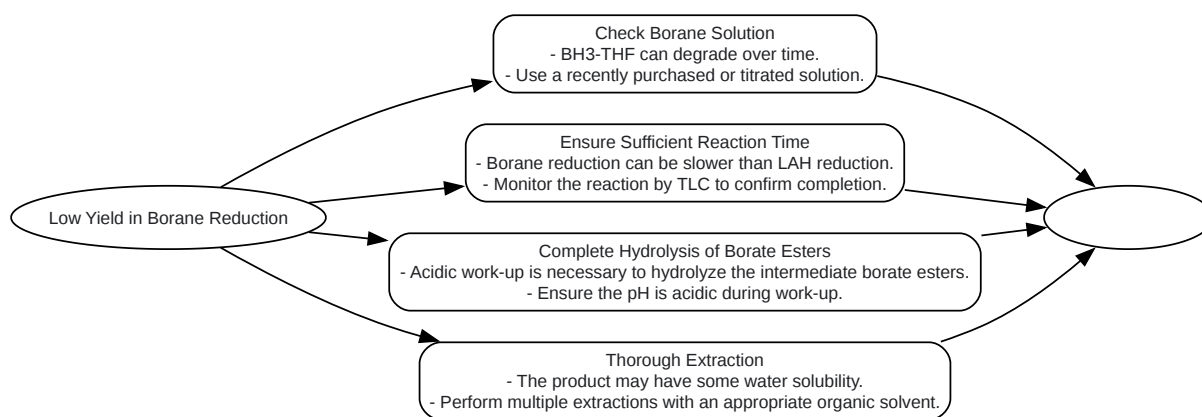 Check Borane Solution
- BH3-THF can degrade over time.
- Use a recently purchased or titrated solution.
Ensure Sufficient Reaction Time
- Borane reduction can be slower than LAH reduction.
- Monitor the reaction by TLC to confirm completion.
Low Yield in Borane Reduction
Complete Hydrolysis of Borate Esters
- Acidic work-up is necessary to hydrolyze the intermediate borate esters.
- Ensure the pH is acidic during work-up.
Thorough Extraction
- The product may have some water solubility.
- Perform multiple extractions with an appropriate organic solvent.